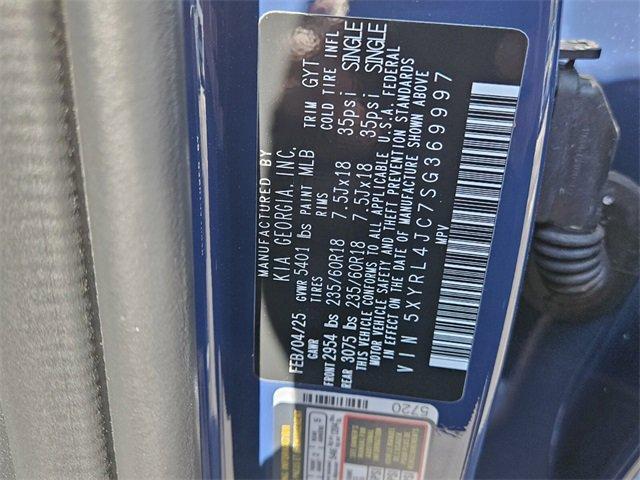 MANUFACTURED BY
KIA GEORGIA, INC.
FEB/04/25 GVWR 5401 lbs PAINT MLB TRIM GYT
GAWR TIRES RIMS COLD TIRE INFL
FRONT 2954 lbs 235/60R18 7.5Jx18 35psi SINGLE
REAR 3075 lbs 235/60R18 7.5Jx18 35psi SINGLE
THIS VEHICLE CONFORMS TO ALL APPLICABLE U.S.A. FEDERAL
MOTOR VEHICLE SAFETY AND THEFT PREVENTION STANDARDS
IN EFFECT ON THE DATE OF MANUFACTURE SHOWN ABOVE
VIN 5XYRL4JC7SG369997
MPV
5720